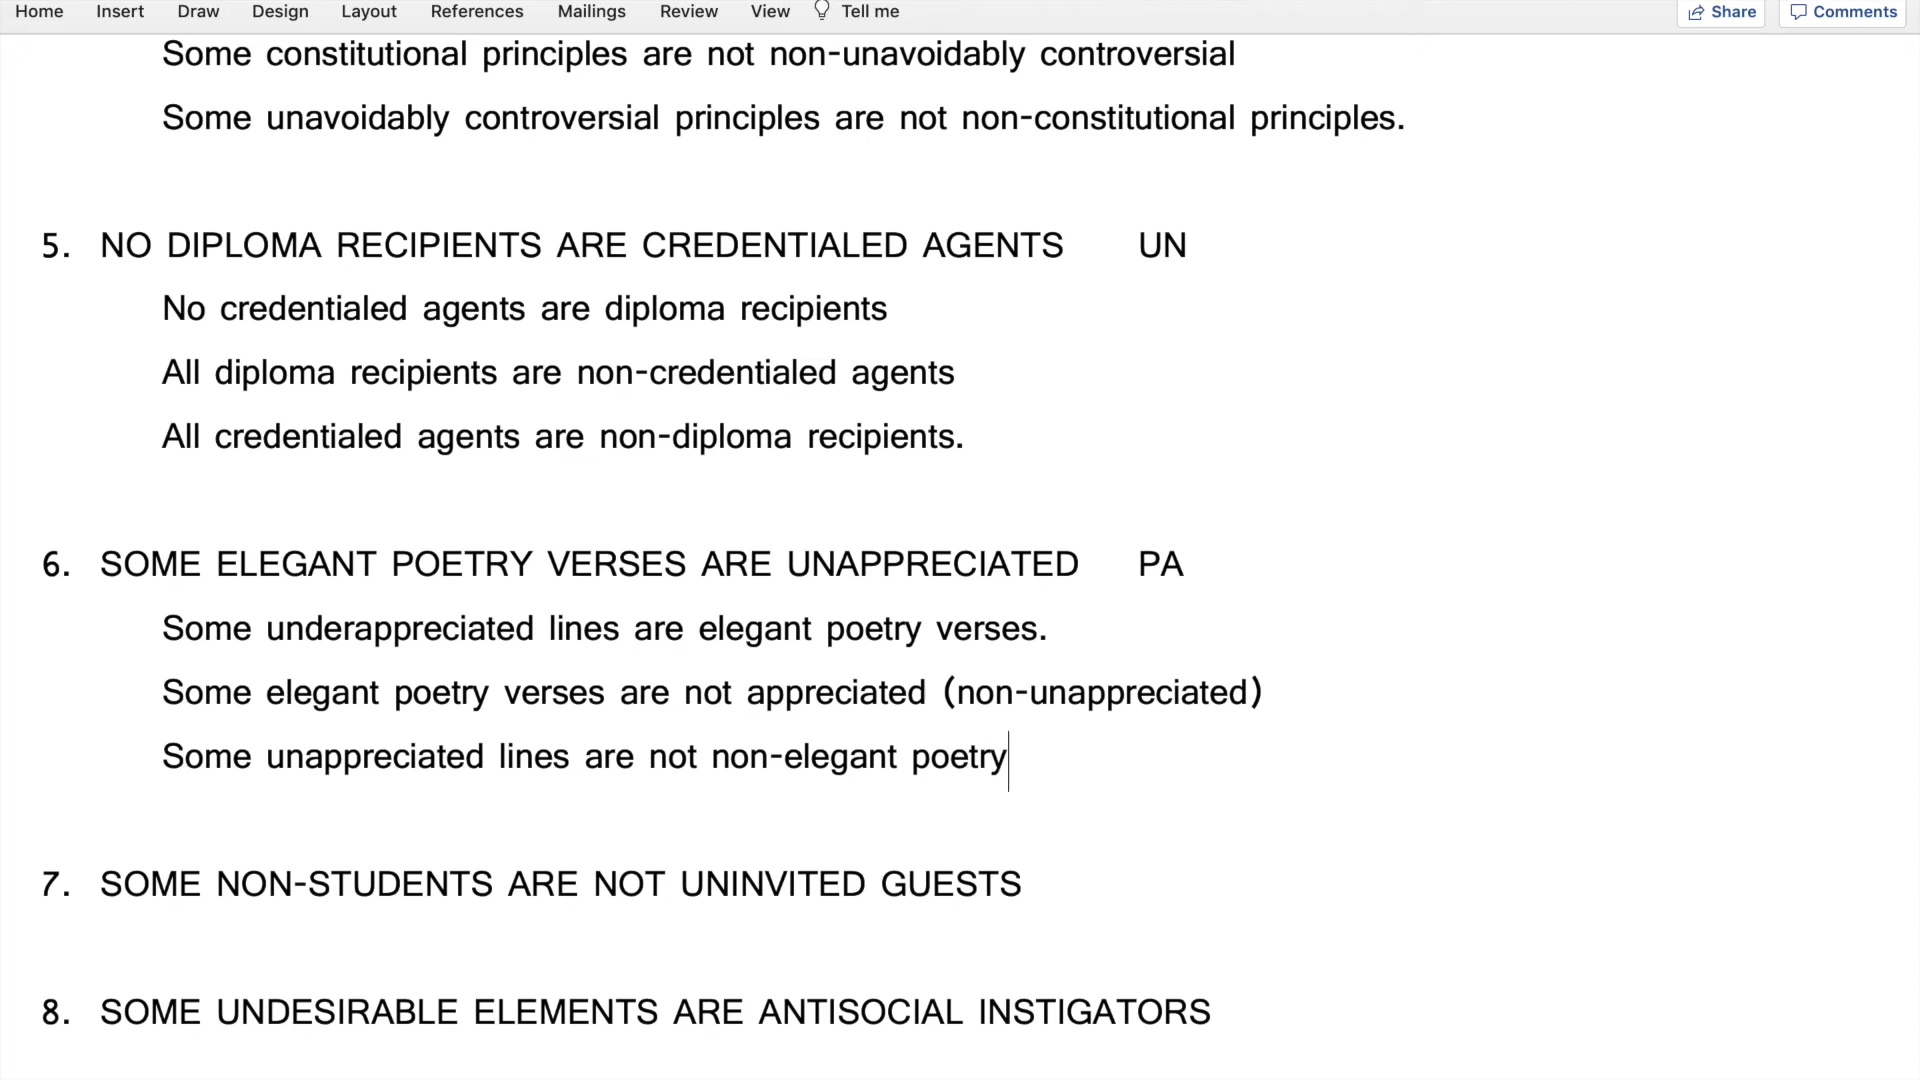 Home Insert Draw Design Layout References Mailings Review View Tell me Share Comments
Some constitutional principles are not non-unavoidably controversial
Some unavoidably controversial principles are not non-constitutional principles.
5. NO DIPLOMA RECIPIENTS ARE CREDENTIALED AGENTS UN
No credentialed agents are diploma recipients
All diploma recipients are non-credentialed agents
All credentialed agents are non-diploma recipients.
6. SOME ELEGANT POETRY VERSES ARE UNAPPRECIATED PA
Some underappreciated lines are elegant poetry verses.
Some elegant poetry verses are not appreciated (non-unappreciated)
Some unappreciated lines are not non-elegant poetry
7. SOME NON-STUDENTS ARE NOT UNINVITED GUESTS
8. SOME UNDESIRABLE ELEMENTS ARE ANTISOCIAL INSTIGATORS